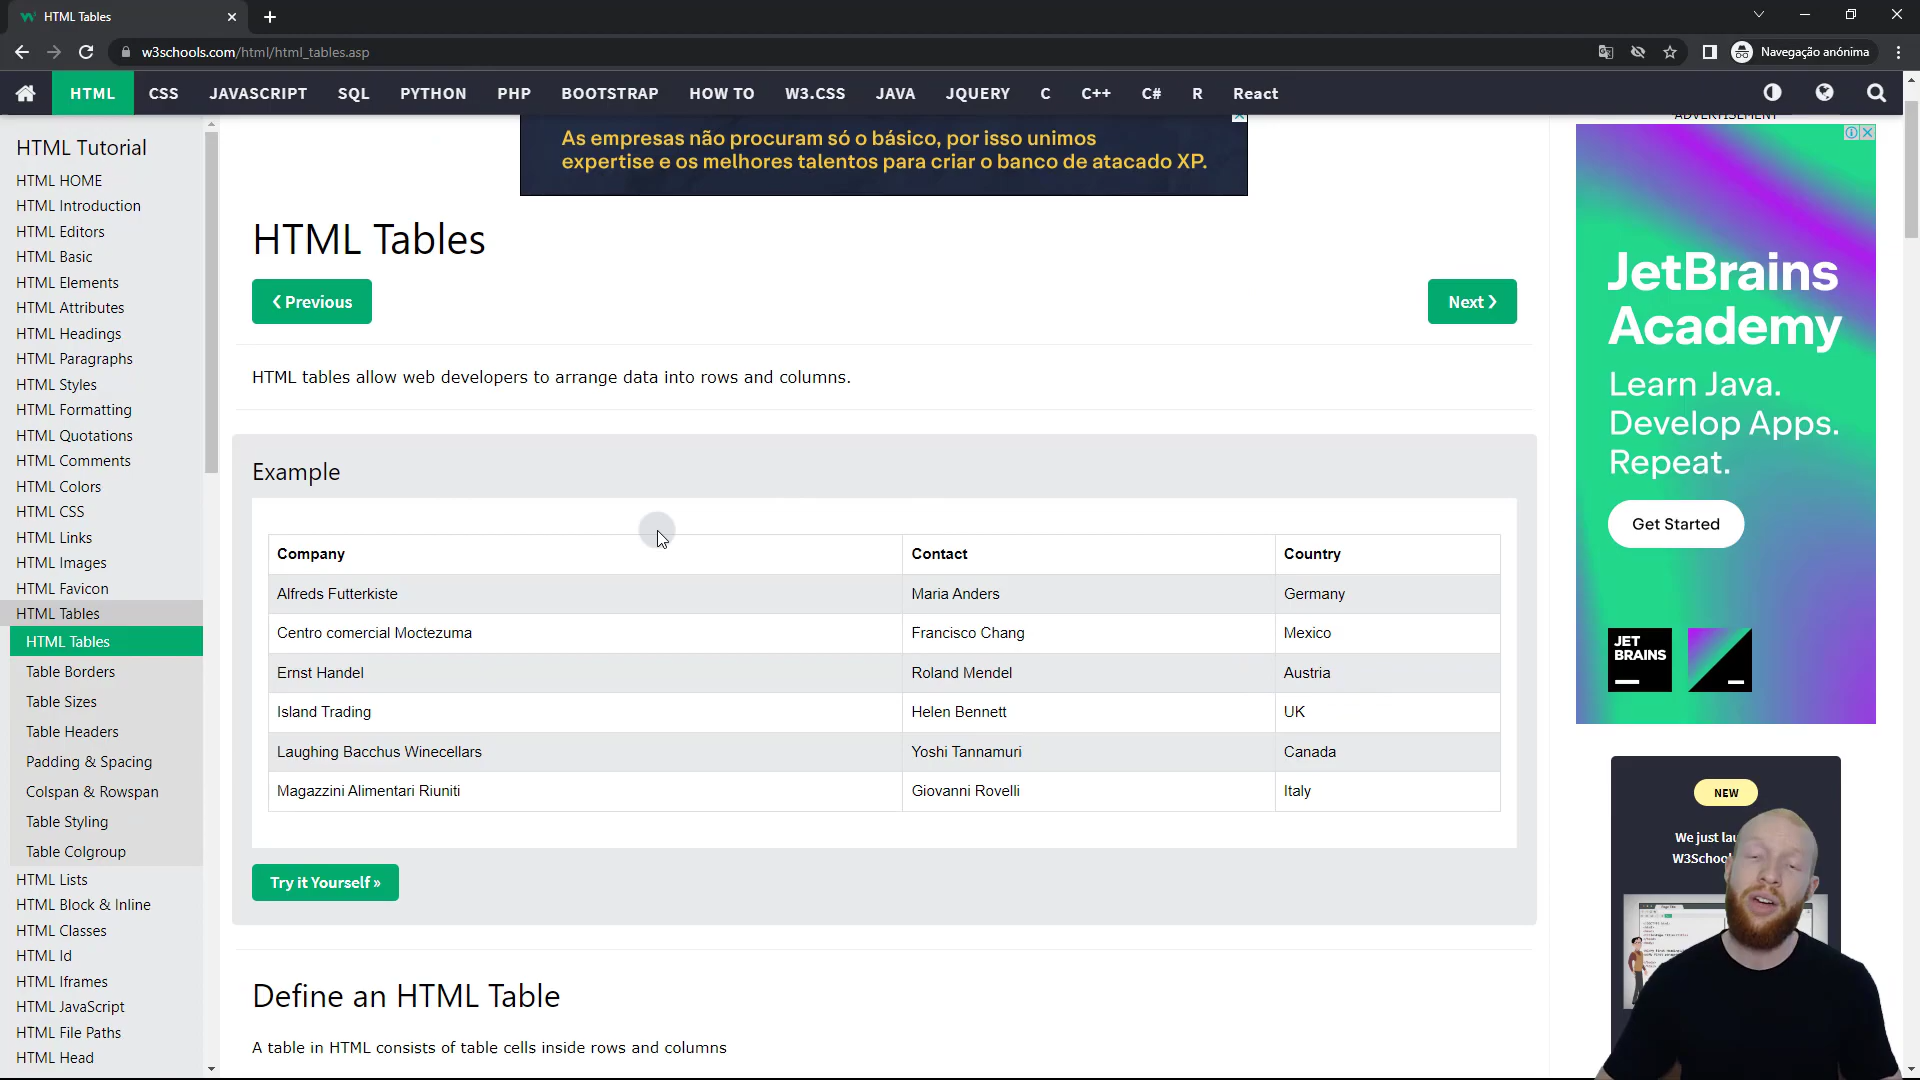 HTML Tables
w3schools.com/html/html_tables.asp
Navegação anónima
HTML CSS JAVASCRIPT SQL PYTHON PHP BOOTSTRAP HOW TO W3.CSS JAVA JQUERY C C++ C# R React
HTML Tutorial
HTML HOME
HTML Introduction
HTML Editors
HTML Basic
HTML Elements
HTML Attributes
HTML Headings
HTML Paragraphs
HTML Styles
HTML Formatting
HTML Quotations
HTML Comments
HTML Colors
HTML CSS
HTML Links
HTML Images
HTML Favicon
HTML Tables
HTML Tables
Table Borders
Table Sizes
Table Headers
Padding & Spacing
Colspan & Rowspan
Table Styling
Table Colgroup
HTML Lists
HTML Block & Inline
HTML Classes
HTML Id
HTML Iframes
HTML JavaScript
HTML File Paths
HTML Head
As empresas não procuram só o básico, por isso unimos
expertise e os melhores talentos para criar o banco de atacado XP.
HTML Tables
❮ Previous
Next ❯
HTML tables allow web developers to arrange data into rows and columns.
Example
Company Contact Country
Alfreds Futterkiste Maria Anders Germany
Centro comercial Moctezuma Francisco Chang Mexico
Ernst Handel Roland Mendel Austria
Island Trading Helen Bennett UK
Laughing Bacchus Winecellars Yoshi Tannamuri Canada
Magazzini Alimentari Riuniti Giovanni Rovelli Italy
Try it Yourself »
Define an HTML Table
A table in HTML consists of table cells inside rows and columns
ADVERTISEMENT
JetBrains
Academy
Learn Java.
Develop Apps.
Repeat.
Get Started
JET
BRAINS
NEW
We just